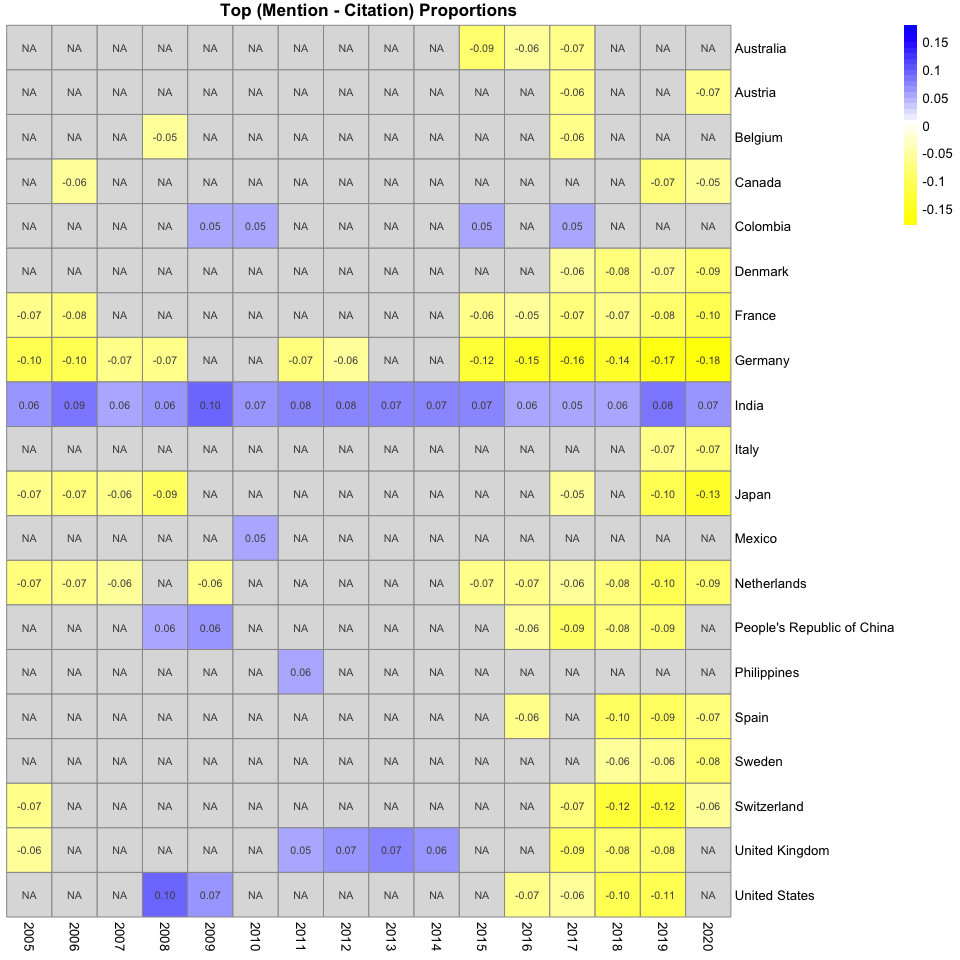 Top (Mention - Citation) Proportions
NA NA NA NA NA NA NA NA NA NA -0.09 -0.06 -0.07 NA NA NA Australia
NA NA NA NA NA NA NA NA NA NA NA NA -0.06 NA NA -0.07 Austria
NA NA NA -0.05 NA NA NA NA NA NA NA NA -0.06 NA NA NA Belgium
NA -0.06 NA NA NA NA NA NA NA NA NA NA NA NA -0.07 -0.05 Canada
NA NA NA NA 0.05 0.05 NA NA NA NA 0.05 NA 0.05 NA NA NA Colombia
NA NA NA NA NA NA NA NA NA NA NA NA -0.06 -0.08 -0.07 -0.09 Denmark
-0.07 -0.08 NA NA NA NA NA NA NA NA -0.06 -0.05 -0.07 -0.07 -0.08 -0.10 France
-0.10 -0.10 -0.07 -0.07 NA NA -0.07 -0.06 NA NA -0.12 -0.15 -0.16 -0.14 -0.17 -0.18 Germany
0.06 0.09 0.06 0.06 0.10 0.07 0.08 0.08 0.07 0.07 0.07 0.06 0.05 0.06 0.08 0.07 India
NA NA NA NA NA NA NA NA NA NA NA NA NA NA -0.07 -0.07 Italy
-0.07 -0.07 -0.06 -0.09 NA NA NA NA NA NA NA NA -0.05 NA -0.10 -0.13 Japan
NA NA NA NA NA 0.05 NA NA NA NA NA NA NA NA NA NA Mexico
-0.07 -0.07 -0.06 NA -0.06 NA NA NA NA NA -0.07 -0.07 -0.06 -0.08 -0.10 -0.09 Netherlands
NA NA NA 0.06 0.06 NA NA NA NA NA NA -0.06 -0.09 -0.08 -0.09 NA People's Republic of China
NA NA NA NA NA NA 0.06 NA NA NA NA NA NA NA NA NA Philippines
NA NA NA NA NA NA NA NA NA NA NA -0.06 NA -0.10 -0.09 -0.07 Spain
NA NA NA NA NA NA NA NA NA NA NA NA NA -0.06 -0.06 -0.08 Sweden
-0.07 NA NA NA NA NA NA NA NA NA NA NA -0.07 -0.12 -0.12 -0.06 Switzerland
-0.06 NA NA NA NA NA 0.05 0.07 0.07 0.06 NA NA -0.09 -0.08 -0.08 NA United Kingdom
NA NA NA 0.10 0.07 NA NA NA NA NA NA -0.07 -0.06 -0.10 -0.11 NA United States
2005 2006 2007 2008 2009 2010 2011 2012 2013 2014 2015 2016 2017 2018 2019 2020
0.15
0.1
0.05
0
-0.05
-0.1
-0.15